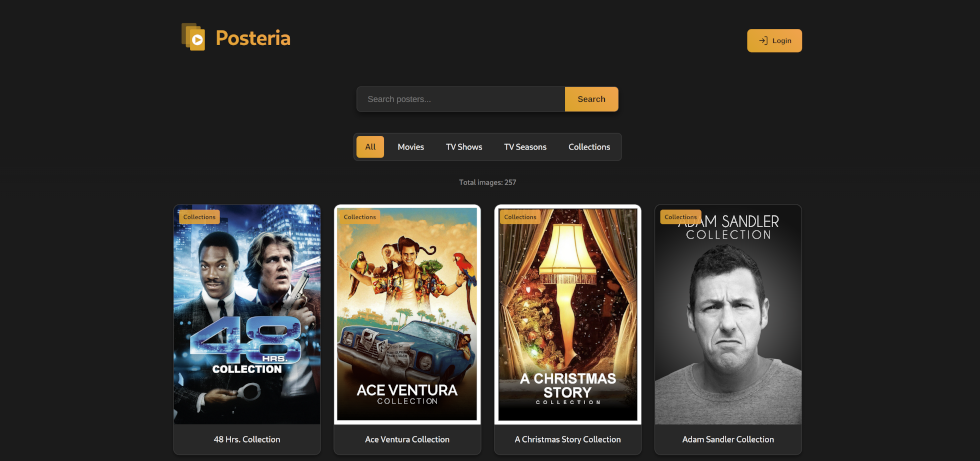 Posteria
Login
Search posters...
Search
All
Movies
TV Shows
TV Seasons
Collections
Total images: 257
Collections
48
HRS.
COLLECTION
48 Hrs. Collection
Collections
ACE VENTURA
COLLECTION
Ace Ventura Collection
Collections
A CHRISTMAS
STORY
COLLECTION
A Christmas Story Collection
Collections
ADAM SANDLER
COLLECTION
Adam Sandler Collection